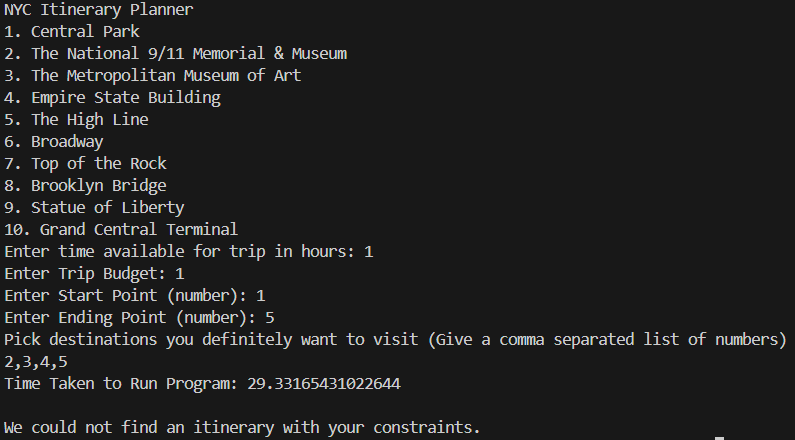 NYC Itinerary Planner
1. Central Park
2. The National 9/11 Memorial & Museum
3. The Metropolitan Museum of Art
4. Empire State Building
5. The High Line
6. Broadway
7. Top of the Rock
8. Brooklyn Bridge
9. Statue of Liberty
10. Grand Central Terminal
Enter time available for trip in hours: 1
Enter Trip Budget: 1
Enter Start Point (number): 1
Enter Ending Point (number): 5
Pick destinations you definitely want to visit (Give a comma separated list of numbers)
2,3,4,5
Time Taken to Run Program: 29.33165431022644
We could not find an itinerary with your constraints.